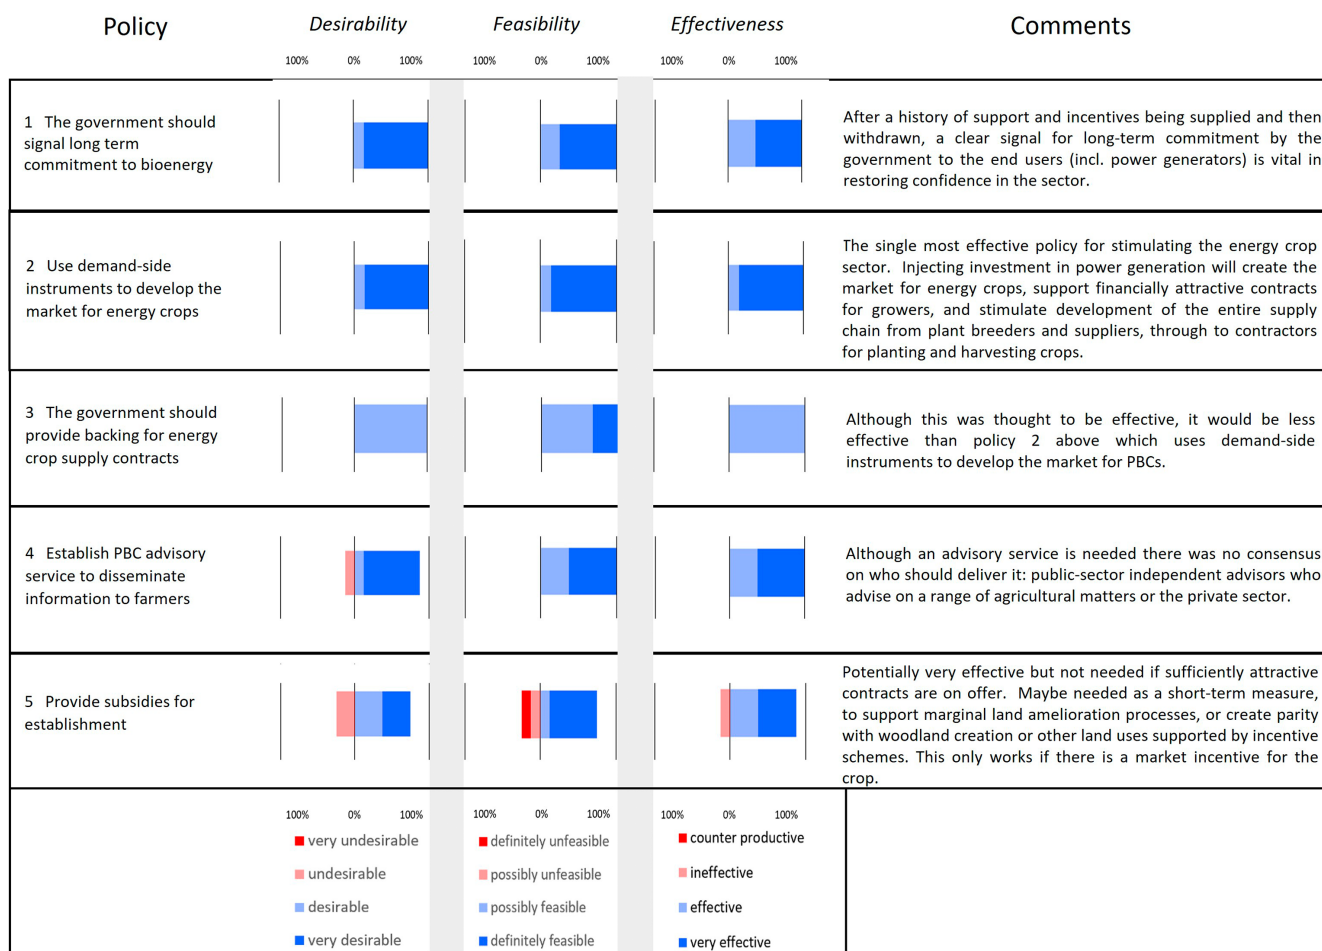 Policy
Desirability
Feasibility
Effectiveness
Comments
100% 0% 100%
100% 0% 100%
100% 0% 100%
1 The government should
signal long term
commitment to bioenergy
After a history of support and incentives being supplied and then
withdrawn, a clear signal for long-term commitment by the
government to the end users (incl. power generators) is vital in
restoring confidence in the sector.
2 Use demand-side
instruments to develop the
market for energy crops
The single most effective policy for stimulating the energy crop
sector. Injecting investment in power generation will create the
market for energy crops, support financially attractive contracts
for growers, and stimulate development of the entire supply
chain from plant breeders and suppliers, through to contractors
for planting and harvesting crops.
3 The government should
provide backing for energy
crop supply contracts
Although this was thought to be effective, it would be less
effective than policy 2 above which uses demand-side
instruments to develop the market for PBCs.
4 Establish PBC advisory
service to disseminate
information to farmers
Although an advisory service is needed there was no consensus
on who should deliver it: public-sector independent advisors who
advise on a range of agricultural matters or the private sector.
5 Provide subsidies for
establishment
Potentially very effective but not needed if sufficiently attractive
contracts are on offer. Maybe needed as a short-term measure,
to support marginal land amelioration processes, or create parity
with woodland creation or other land uses supported by incentive
schemes. This only works if there is a market incentive for the
crop.
100% 0% 100%
very undesirable
undesirable
desirable
very desirable
100% 0% 100%
definitely unfeasible
possibly unfeasible
possibly feasible
definitely feasible
100% 0% 100%
counter productive
ineffective
effective
very effective